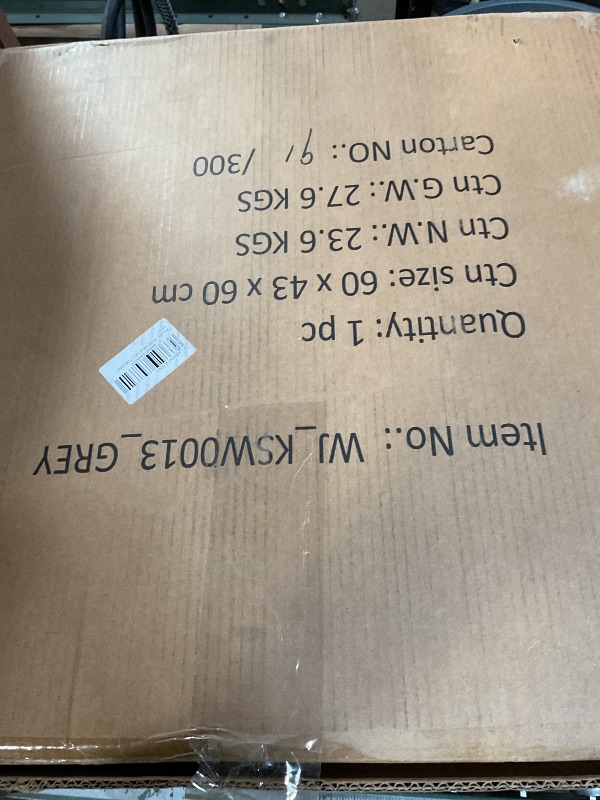 Item No.: WJ_KSW0013_GREY
Quantity: 1 pc
Ctn size: 60 x 43 x 60 cm
Ctn N.W.: 23.6 KGS
Ctn G.W.: 27.6 KGS
Carton NO.: 91 /300